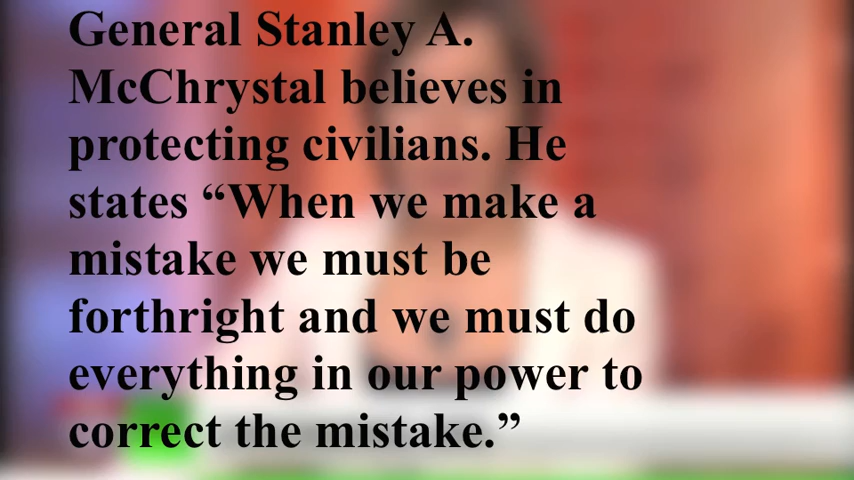 General Stanley A.
McChrystal believes in
protecting civilians. He
states “When we make a
mistake we must be
forthright and we must do
everything in our power to
correct the mistake.”